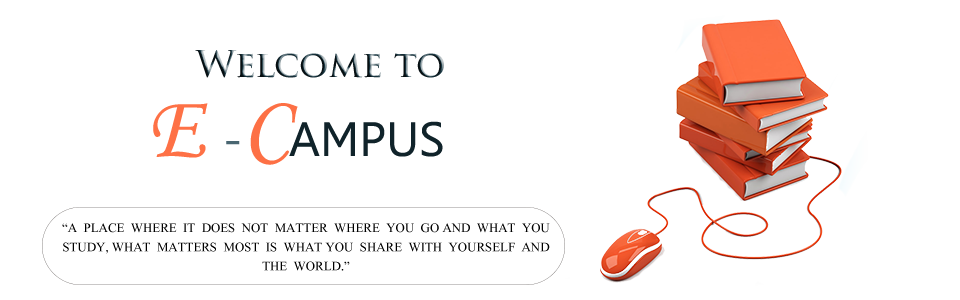 WELCOME TO
E - CAMPUS
“A PLACE WHERE IT DOES NOT MATTER WHERE YOU GO AND WHAT YOU
STUDY, WHAT MATTERS MOST IS WHAT YOU SHARE WITH YOURSELF AND
THE WORLD.”